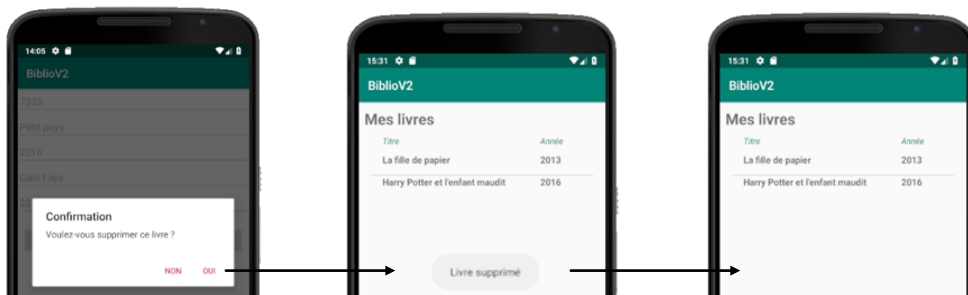 14:05
BiblioV2
7233
Petit pays
2016
Gaël Faye
Confirmation
Voulez-vous supprimer ce livre ?
NON OUI
15:31
BiblioV2
Mes livres
Titre Année
La fille de papier 2013
Harry Potter et l'enfant maudit 2016
Livre supprimé
15:31
BiblioV2
Mes livres
Titre Année
La fille de papier 2013
Harry Potter et l'enfant maudit 2016